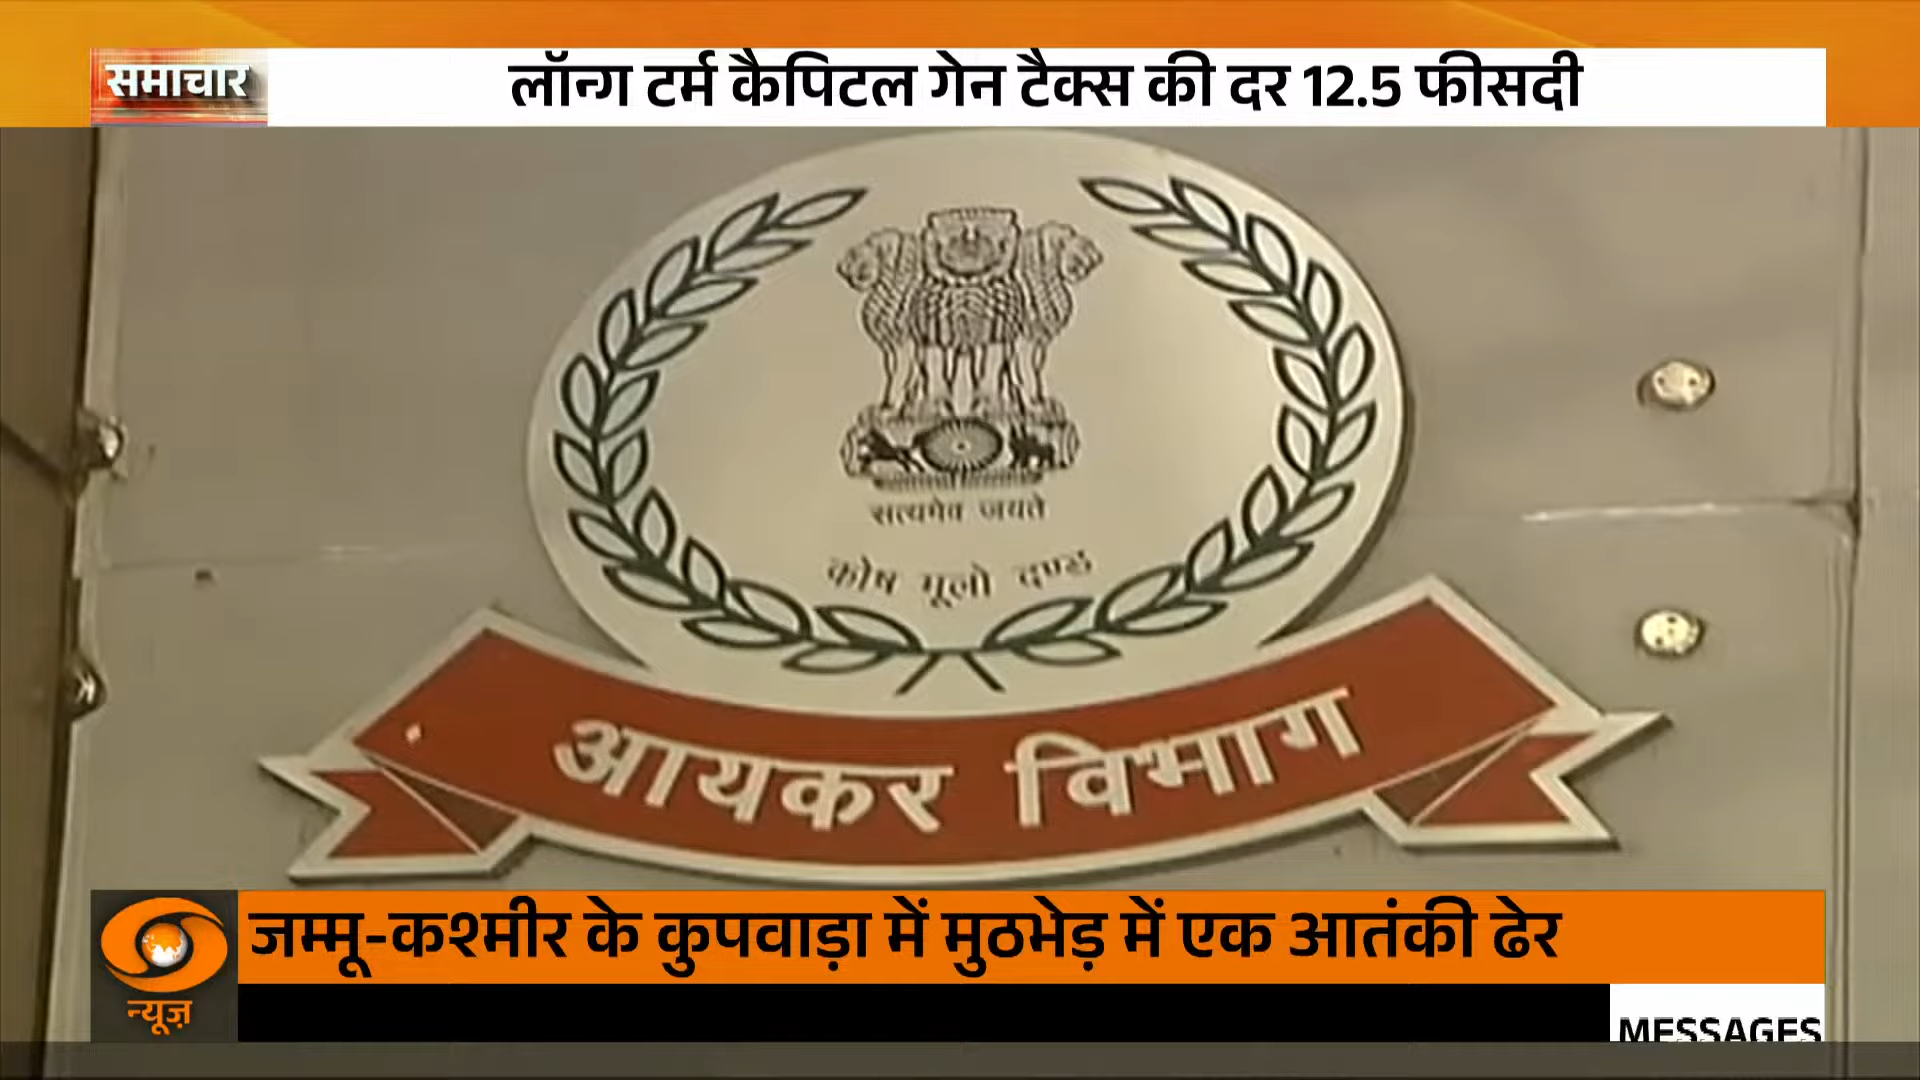 समाचार
लॉन्ग टर्म कैपिटल गेन टैक्स की दर 12.5 फीसदी
सत्यमेव जयते
कोष मूलो दण्ड
आयकर विभाग
जम्मू-कश्मीर के कुपवाड़ा में मुठभेड़ में एक आतंकी ढेर
न्यूज़
MESSAGES